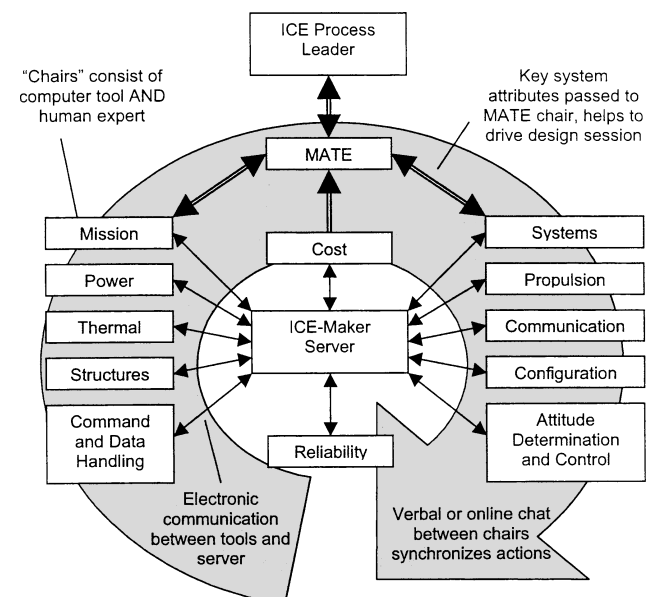 ICE Process
Leader
"Chairs" consist of
computer tool AND
human expert
Key system
attributes passed to
MATE chair, helps to
drive design session
MATE
Mission
Cost
Systems
Power
Propulsion
Thermal
ICE-Maker
Server
Communication
Structures
Configuration
Command
and Data
Handling
Reliability
Attitude
Determination
and Control
Electronic
communication
between tools and
server
Verbal or online chat
between chairs
synchronizes actions